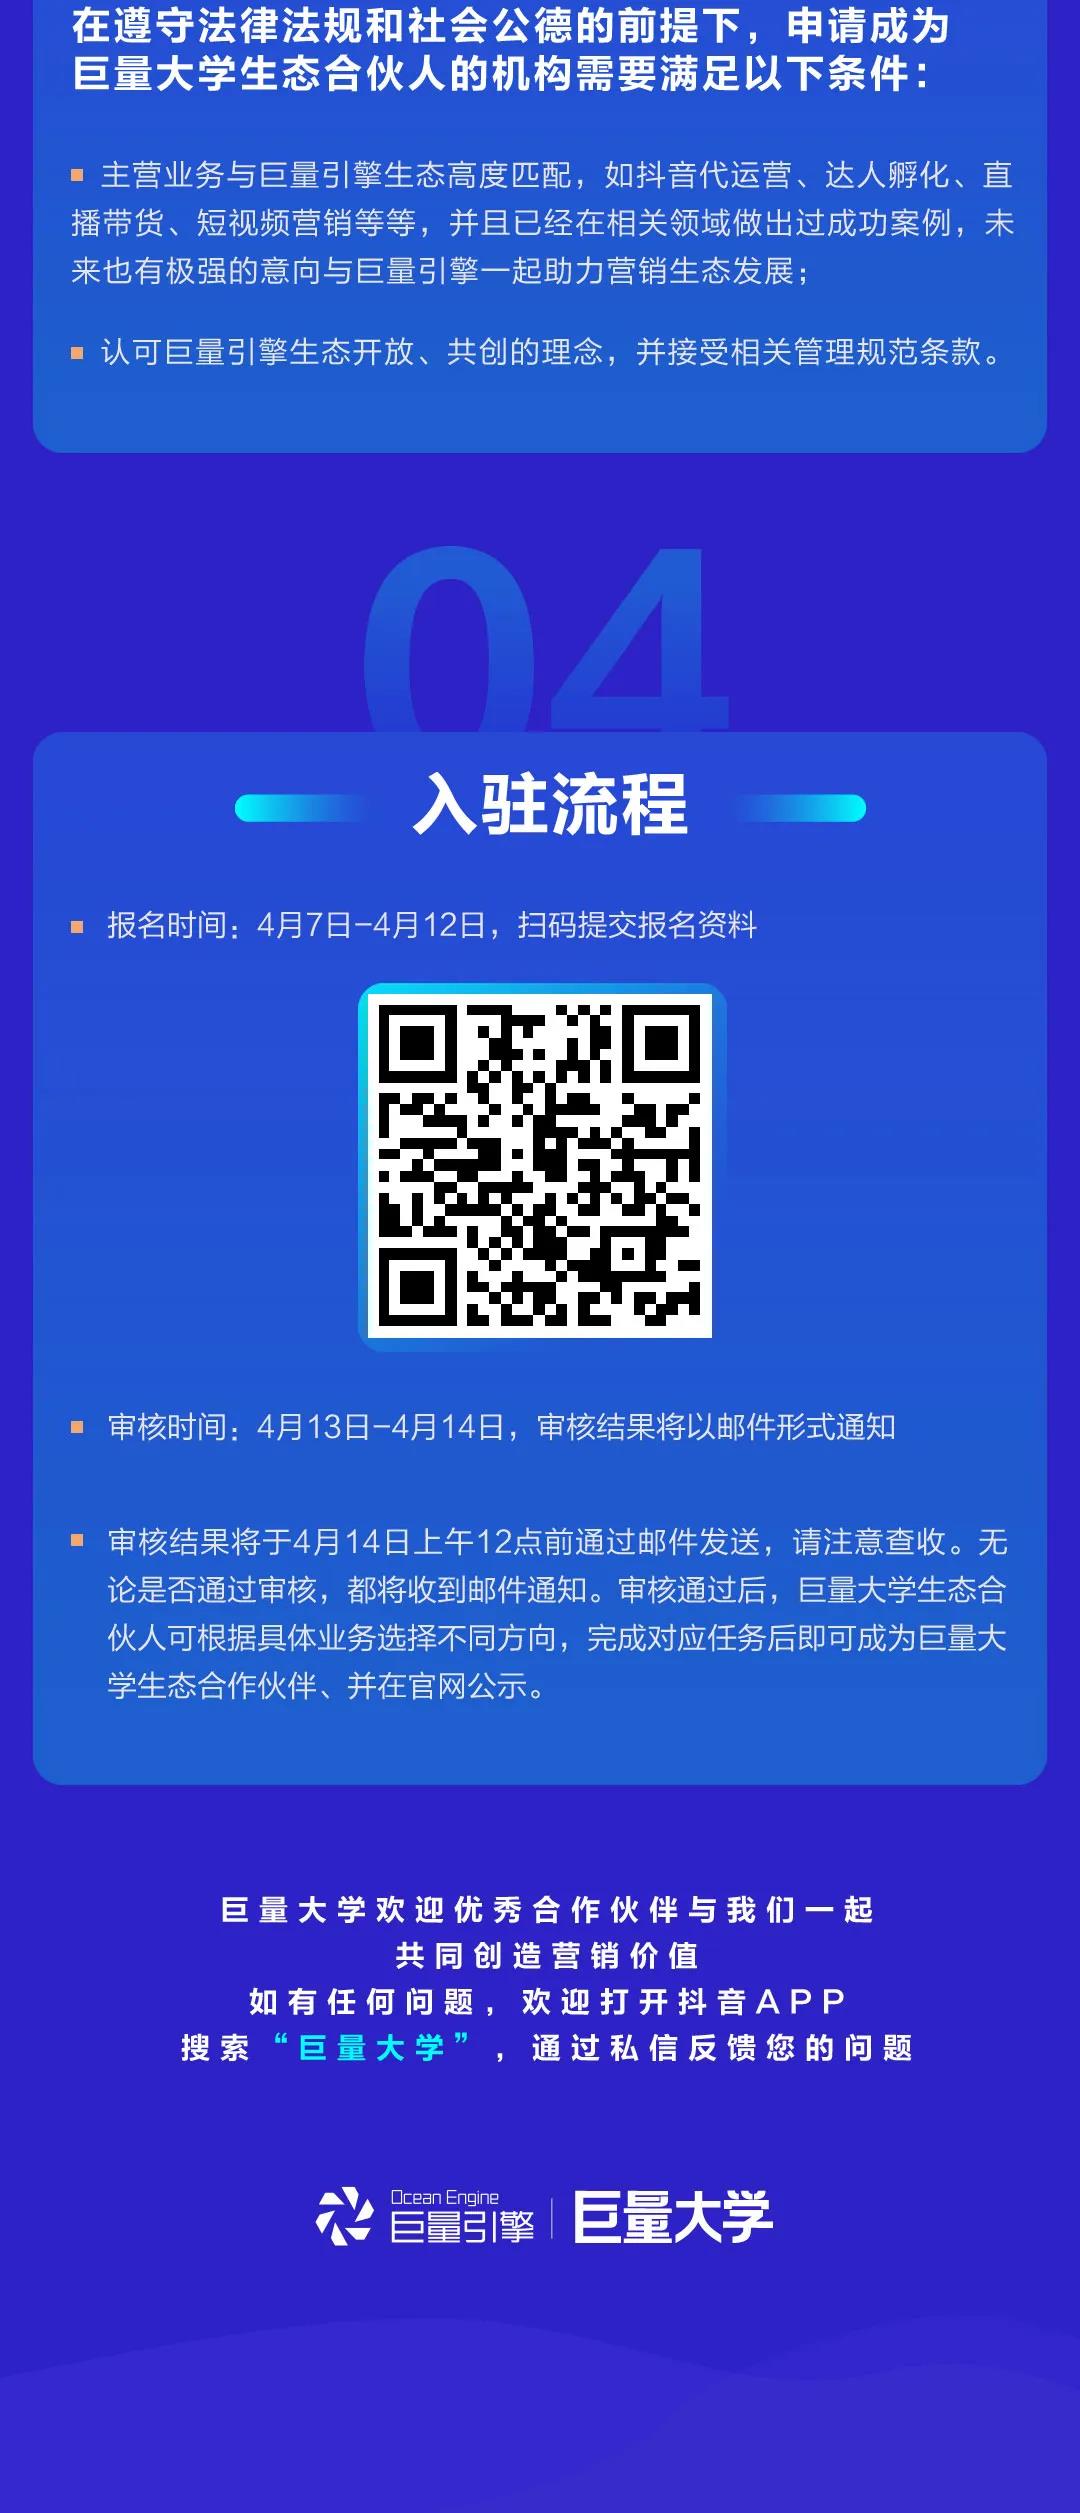 在遵守法律法规和社会公德的前提下，申请成为
巨量大学生态合伙人的机构需要满足以下条件：
主营业务与巨量引擎生态高度匹配，如抖音代运营、达人孵化、直
播带货、短视频营销等等，并且已经在相关领域做出过成功案例，未
来也有极强的意向与巨量引擎一起助力营销生态发展；
认可巨量引擎生态开放、共创的理念，并接受相关管理规范条款。
04
入驻流程
报名时间：4月7日-4月12日，扫码提交报名资料
审核时间：4月13日-4月14日，审核结果将以邮件形式通知
审核结果将于4月14日上午12点前通过邮件发送，请注意查收。无
论是否通过审核，都将收到邮件通知。审核通过后，巨量大学生态合
伙人可根据具体业务选择不同方向，完成对应任务后即可成为巨量大
学生态合作伙伴、并在官网公示。
巨量大学欢迎优秀合作伙伴与我们一起
共同创造营销价值
如有任何问题，欢迎打开抖音APP
搜索“巨量大学”，通过私信反馈您的问题
Ocean Engine
巨量引擎 | 巨量大学